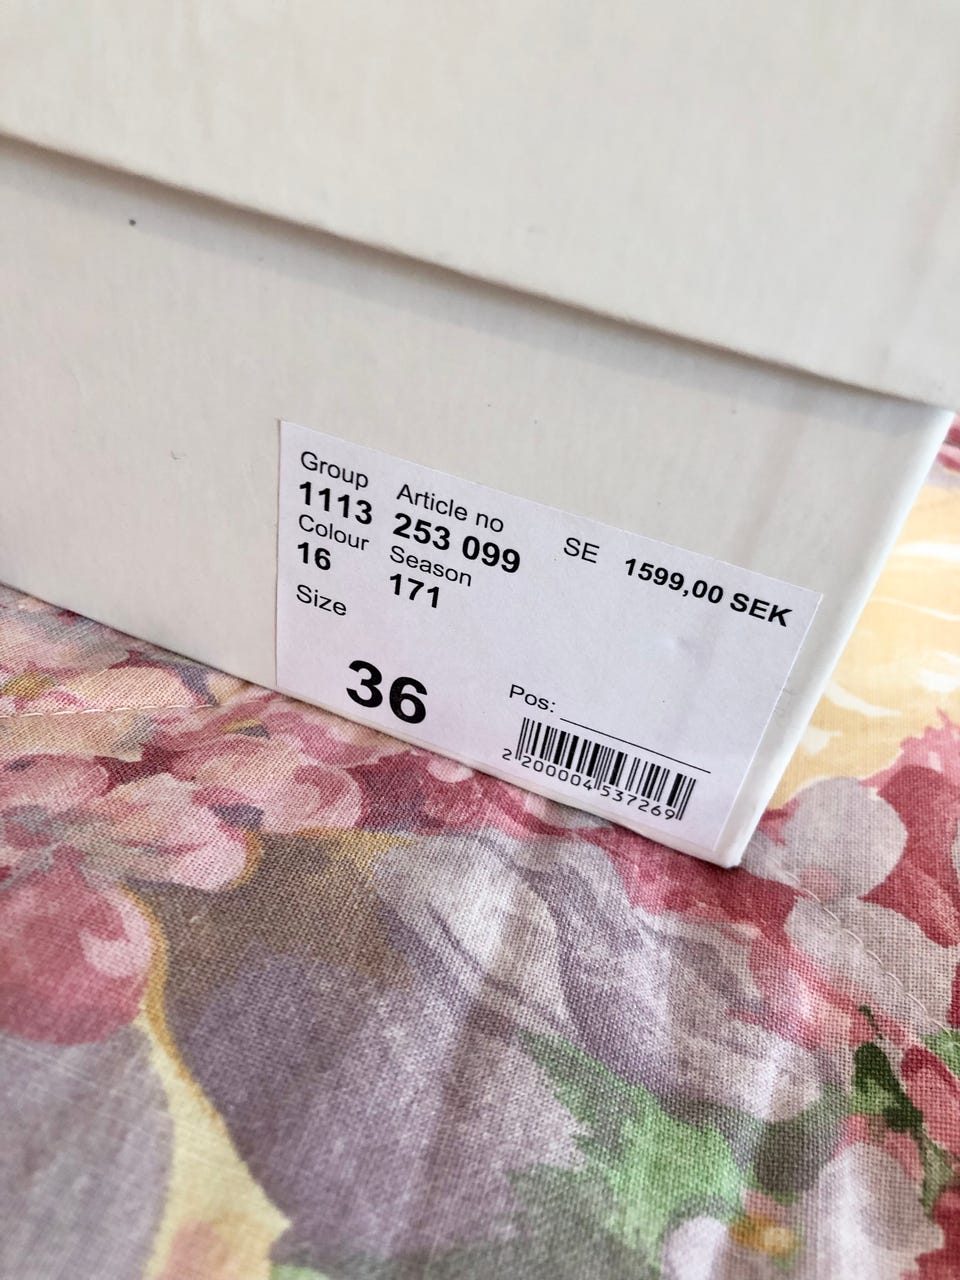 Group Article no
1113 253 099 SE 1599,00 SEK
Colour Season
16 171
Size
36
Pos:
2 200004 537269